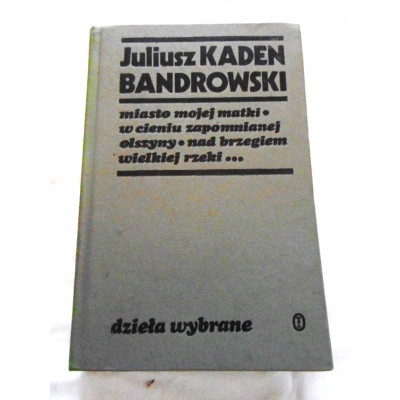 Juliusz KADEN
BANDROWSKI
miasto mojej matki •
w cieniu zapomnianej
olszyny • nad brzegiem
wielkiej rzeki •••
dzieła wybrane